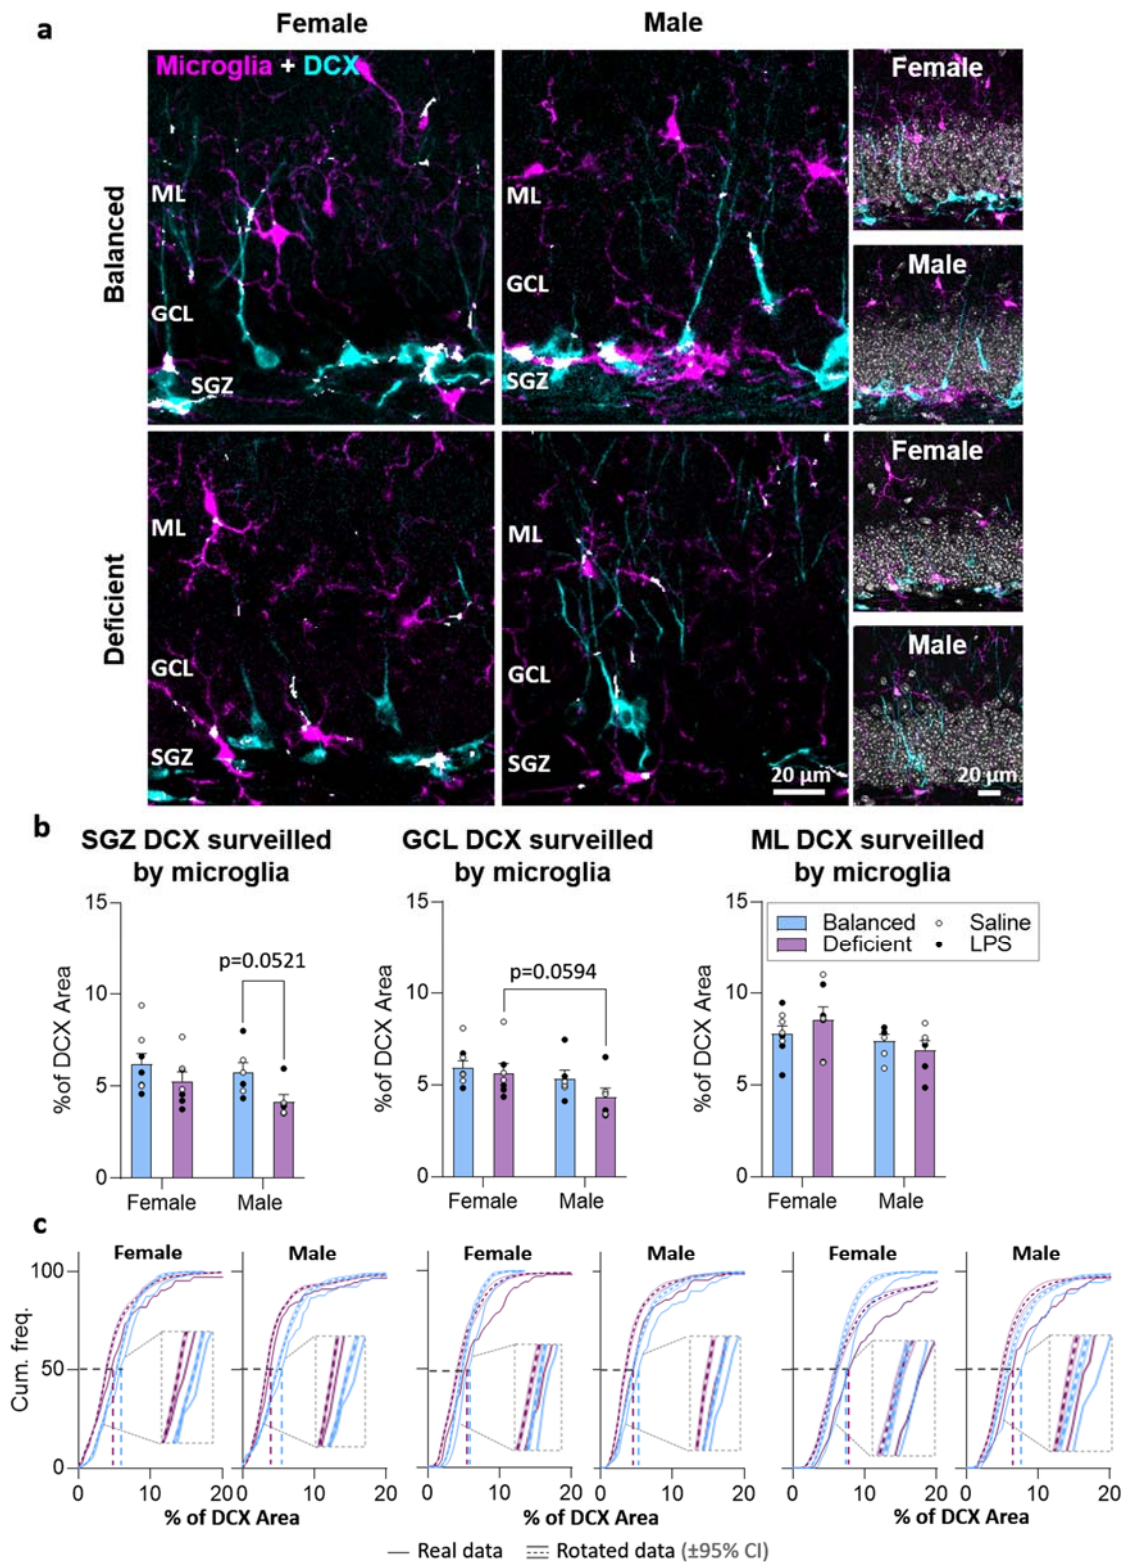 a
Female
Male
Microglia + DCX
Female
Balanced
ML
ML
Male
GCL
GCL
SGZ
SGZ
Female
Deficient
ML
ML
Male
GCL
GCL
SGZ
SGZ
20 µm
20 µm
b
SGZ DCX surveilled
by microglia
GCL DCX surveilled
by microglia
ML DCX surveilled
by microglia
15
15
15
Balanced
Saline
Deficient
LPS
p=0.0521
p=0.0594
%of DCX Area
%of DCX Area
%of DCX Area
10
10
10
5
5
5
0
0
0
Female
Male
Female
Male
Female
Male
c
Female
Male
Female
Male
Female
Male
Cum. freq.
100
50
0
0 10 20
0 10 20
0 10 20
0 10 20
0 10 20
0 10 20
% of DCX Area
% of DCX Area
% of DCX Area
Real data
Rotated data (±95% CI)